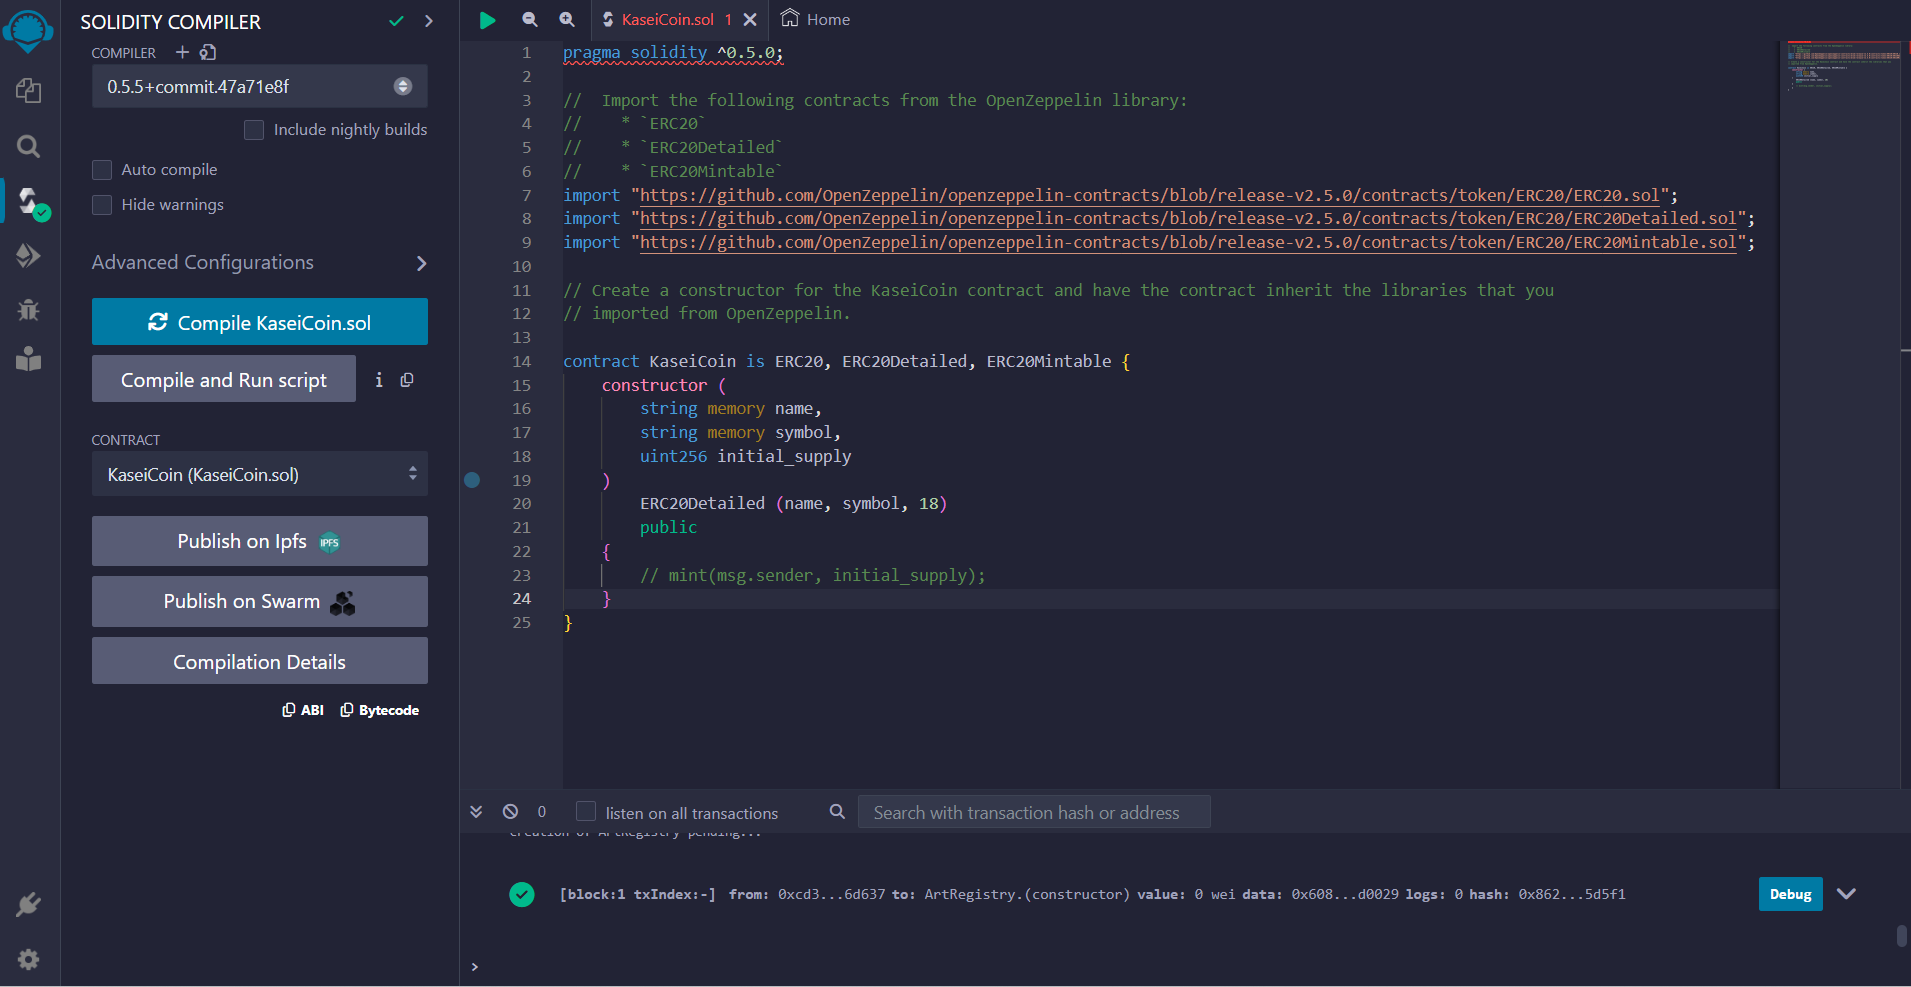 SOLIDITY COMPILER
COMPILER
0.5.5+commit.47a71e8f
Include nightly builds
Auto compile
Hide warnings
Advanced Configurations
Compile KaseiCoin.sol
Compile and Run script
i
CONTRACT
KaseiCoin (KaseiCoin.sol)
Publish on Ipfs IPFS
Publish on Swarm
Compilation Details
ABI Bytecode
KaseiCoin.sol 1 Home
1 pragma solidity ^0.5.0;
2
3 //  Import the following contracts from the OpenZeppelin library:
4 //    * `ERC20`
5 //    * `ERC20Detailed`
6 //    * `ERC20Mintable`
7 import "https://github.com/OpenZeppelin/openzeppelin-contracts/blob/release-v2.5.0/contracts/token/ERC20/ERC20.sol";
8 import "https://github.com/OpenZeppelin/openzeppelin-contracts/blob/release-v2.5.0/contracts/token/ERC20/ERC20Detailed.sol";
9 import "https://github.com/OpenZeppelin/openzeppelin-contracts/blob/release-v2.5.0/contracts/token/ERC20/ERC20Mintable.sol";
10
11 // Create a constructor for the KaseiCoin contract and have the contract inherit the libraries that you
12 // imported from OpenZeppelin.
13
14 contract KaseiCoin is ERC20, ERC20Detailed, ERC20Mintable {
15     constructor (
16         string memory name,
17         string memory symbol,
18         uint256 initial_supply
19     )
20         ERC20Detailed (name, symbol, 18)
21         public
22     {
23         // mint(msg.sender, initial_supply);
24     }
25 }
0 listen on all transactions Search with transaction hash or address
creation of ArtRegistry pending...
[block:1 txIndex:-] from: 0xcd3...6d637 to: ArtRegistry.(constructor) value: 0 wei data: 0x608...d0029 logs: 0 hash: 0x862...5d5f1 Debug
>